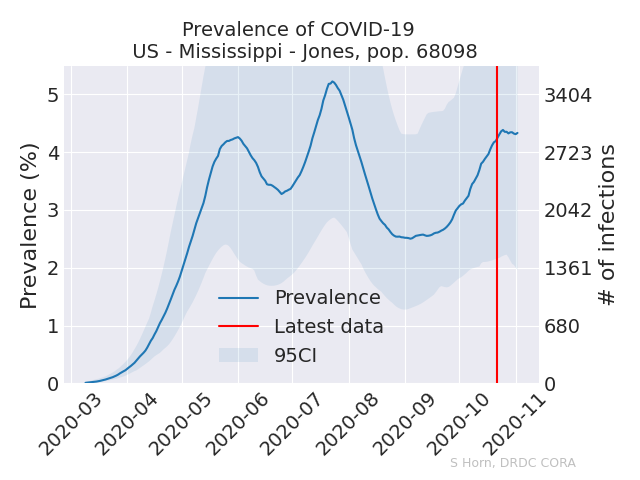 Prevalence of COVID-19
US - Mississippi - Jones, pop. 68098
Prevalence (%)
5
4
3
2
1
0
3404
2723
2042
1361
680
0
# of infections
Prevalence
Latest data
95CI
2020-03
2020-04
2020-05
2020-06
2020-07
2020-08
2020-09
2020-10
2020-11
S Horn, DRDC CORA